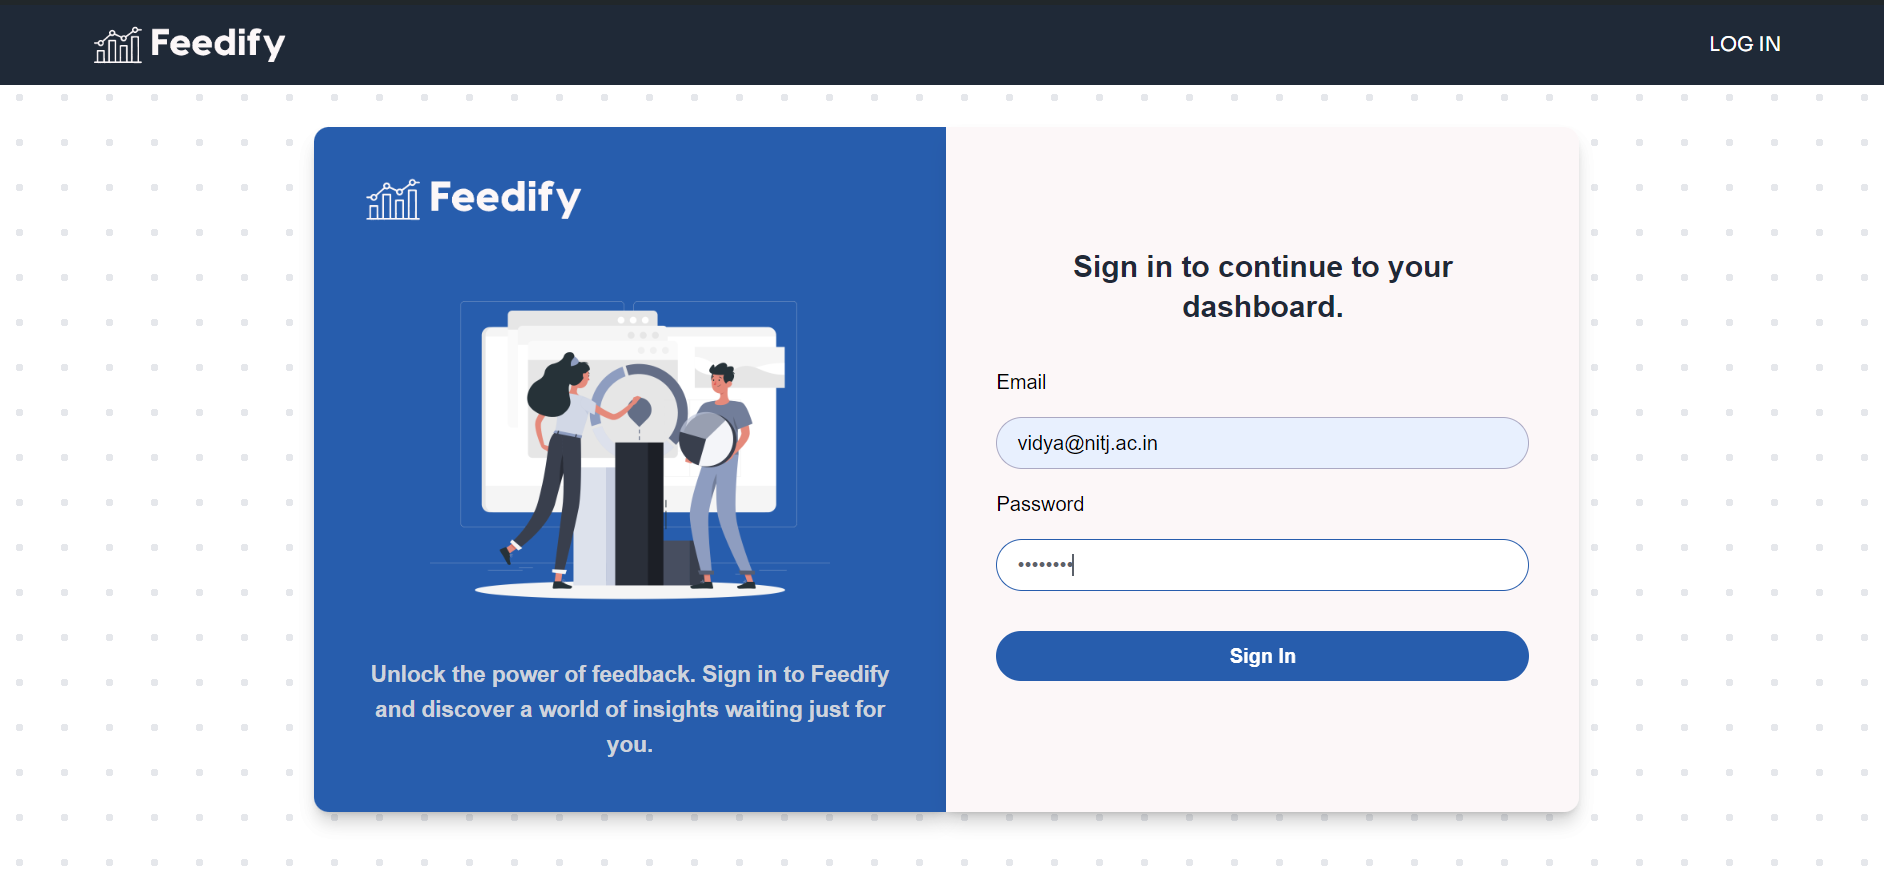 Feedify
LOG IN
Feedify
Unlock the power of feedback. Sign in to Feedify
and discover a world of insights waiting just for
you.
Sign in to continue to your
dashboard.
Email
vidya@nitj.ac.in
Password
••••••••
Sign In